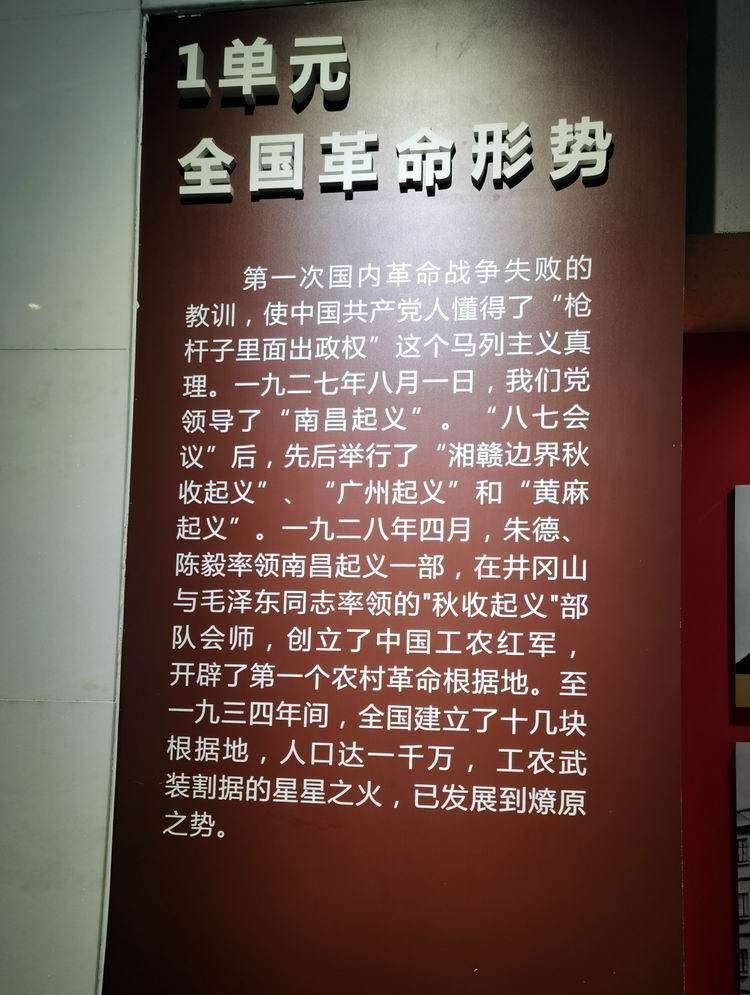 1单元
全国革命形势
第一次国内革命战争失败的
教训，使中国共产党人懂得了“枪
杆子里面出政权”这个马列主义真
理。一九二七年八月一日，我们党
领导了“南昌起义”。“八七会
议”后，先后举行了“湘赣边界秋
收起义”、“广州起义”和“黄麻
起义”。一九二八年四月，朱德、
陈毅率领南昌起义一部，在井冈山
与毛泽东同志率领的"秋收起义"部
队会师，创立了中国工农红军，
开辟了第一个农村革命根据地。至
一九三四年间，全国建立了十几块
根据地，人口达一千万， 工农武
装割据的星星之火，已发展到燎原
之势。